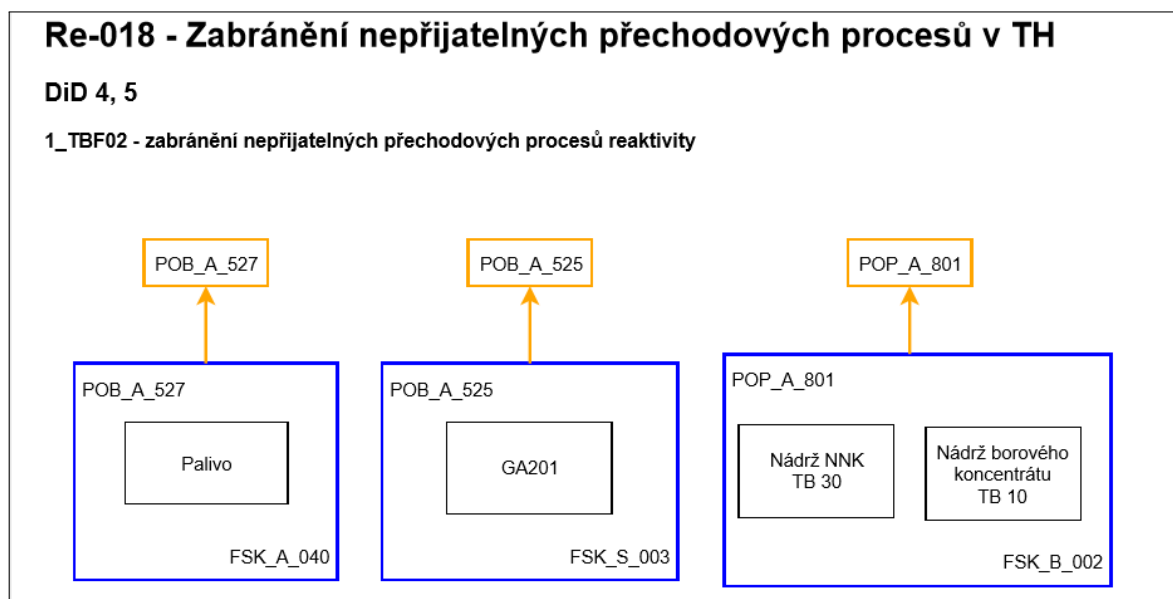 Re-018 - Zabránění nepřijatelných přechodových procesů v TH
DiD 4, 5
1_TBF02 - zabránění nepřijatelných přechodových procesů reaktivity
POB_A_527
POB_A_525
POP_A_801
POB_A_527
Palivo
FSK_A_040
POB_A_525
GA201
FSK_S_003
POP_A_801
Nádrž NNK
TB 30
Nádrž borového
koncentrátu
TB 10
FSK_B_002